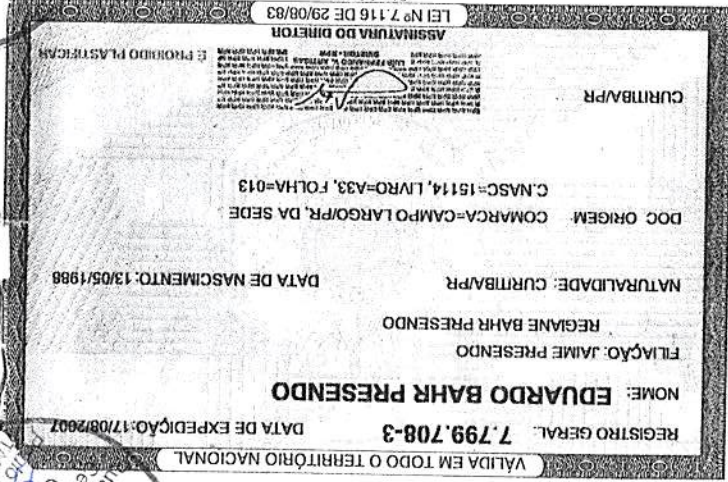 VÁLIDA EM TODO O TERRITÓRIO NACIONAL
REGISTRO GERAL: 7.799.708-3 DATA DE EXPEDIÇÃO: 17/08/2007
NOME: EDUARDO BAHR PRESENDO
FILIAÇÃO: JAIME PRESENDO
REGIANE BAHR PRESENDO
NATURALIDADE: CURITIBA/PR DATA DE NASCIMENTO: 13/05/1988
DOC. ORIGEM: COMARCA=CAMPO LARGO/PR, DA SEDE
C.NASC=15114, LIVRO=A33, FOLHA=013
CURITIBA/PR
É PROIBIDO PLASTIFICAR
ASSINATURA DO DIRETOR
LEI Nº 7.116 DE 29/08/83